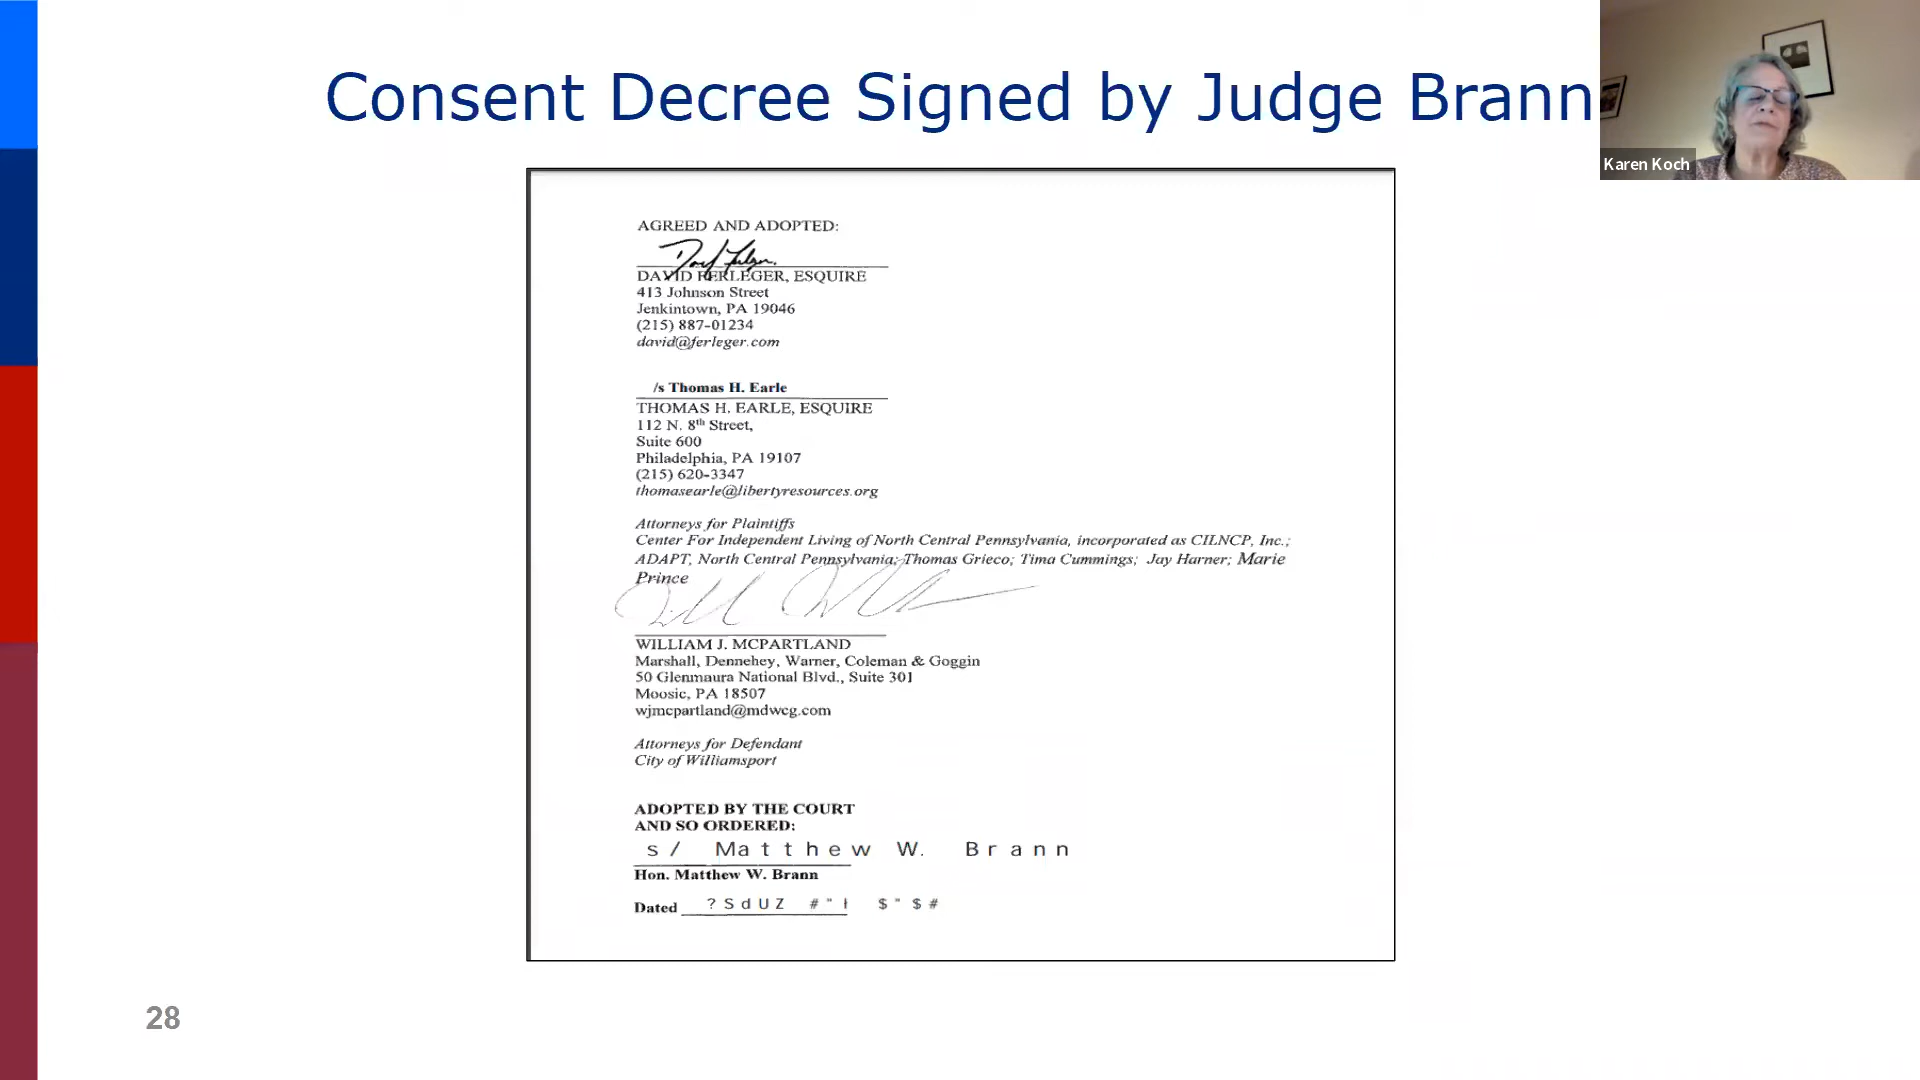 Consent Decree Signed by Judge Brann
Karen Koch
AGREED AND ADOPTED:
DAVID FERLEGER, ESQUIRE
413 Johnson Street
Jenkintown, PA 19046
(215) 887-01234
david@ferleger.com
/s Thomas H. Earle
THOMAS H. EARLE, ESQUIRE
112 N. 8th Street,
Suite 600
Philadelphia, PA 19107
(215) 620-3347
thomasearle@libertyresources.org
Attorneys for Plaintiffs
Center For Independent Living of North Central Pennsylvania, incorporated as CILNCP, Inc.;
ADAPT, North Central Pennsylvania; Thomas Grieco; Tima Cummings; Jay Harner; Marie
Prince
WILLIAM J. MCPARTLAND
Marshall, Dennehey, Warner, Coleman & Goggin
50 Glenmaura National Blvd., Suite 301
Moosic, PA 18507
wjmcpartland@mdwcg.com
Attorneys for Defendant
City of Williamsport
ADOPTED BY THE COURT
AND SO ORDERED:
s/ Matthew W. Brann
Hon. Matthew W. Brann
Dated
28